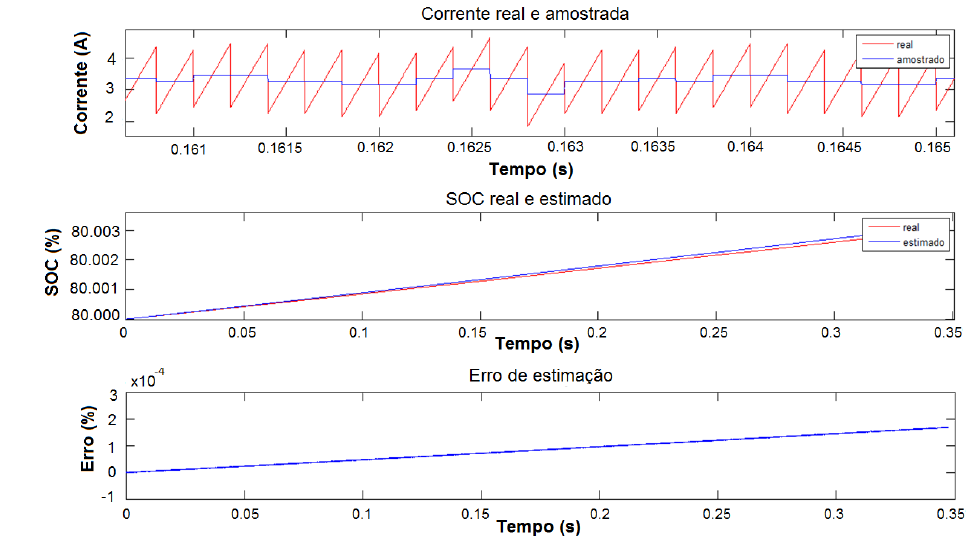 Corrente real e amostrada
Corrente (A)
4
3
2
real
amostrado
0.161 0.1615 0.162 0.1625 0.163 0.1635 0.164 0.1645 0.165
Tempo (s)
SOC real e estimado
SOC (%)
80.003
80.002
80.001
80.000
real
estimado
0 0.05 0.1 0.15 0.2 0.25 0.3 0.35
Tempo (s)
Erro de estimação
x10-4
Erro (%)
3
2
1
0
-1
0 0.05 0.1 0.15 0.2 0.25 0.3 0.35
Tempo (s)